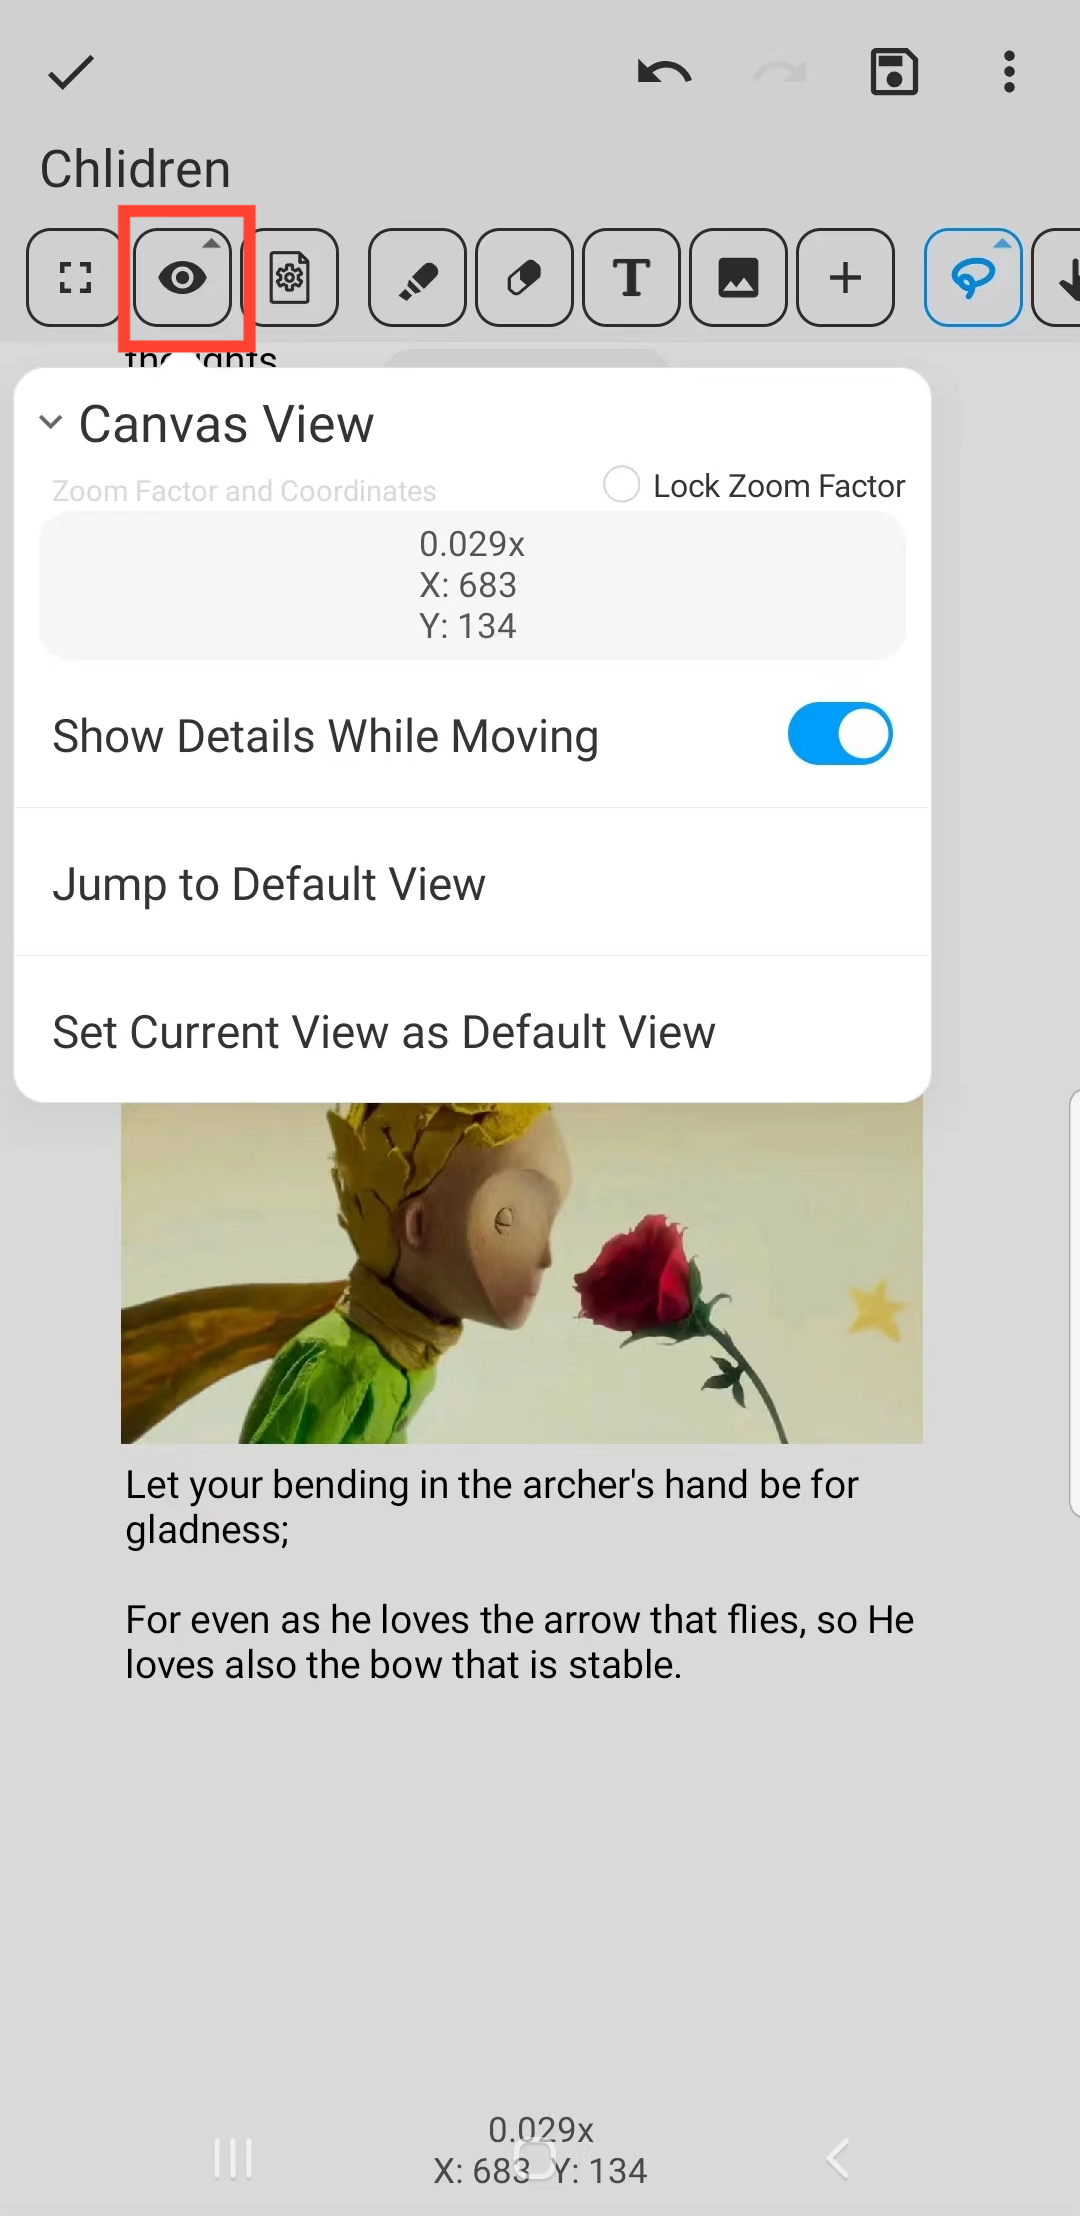 Chlidren
T
thoughts
Canvas View
Zoom Factor and Coordinates
Lock Zoom Factor
0.029x
X: 683
Y: 134
Show Details While Moving
Jump to Default View
Set Current View as Default View
Let your bending in the archer's hand be for
gladness;
For even as he loves the arrow that flies, so He
loves also the bow that is stable.
0.029x
X: 683 Y: 134